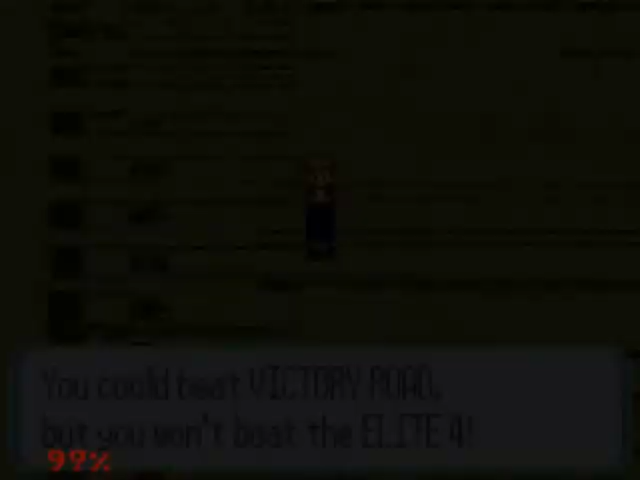 You could beat VICTORY ROAD,
but you won't beat the ELITE 4!
99%